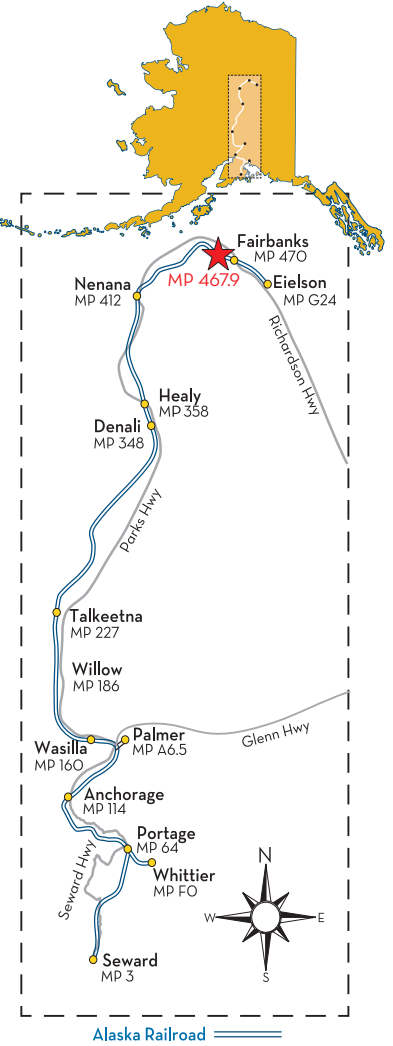 Fairbanks
MP 470
MP 467.9
Eielson
MP G24
Nenana
MP 412
Richardson Hwy
Healy
MP 358
Denali
MP 348
Parks Hwy
Talkeetna
MP 227
Willow
MP 186
Glenn Hwy
Palmer
MP A6.5
Wasilla
MP 160
Anchorage
MP 114
Portage
MP 64
Seward Hwy
Whittier
MP F0
N
W
E
S
Seward
MP 3
Alaska Railroad